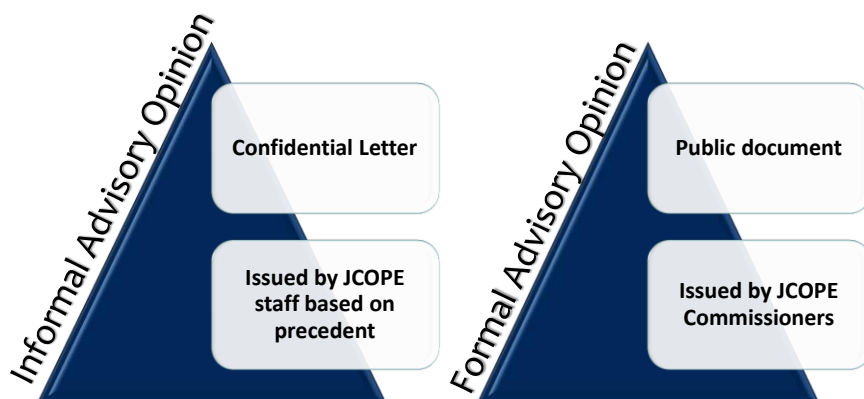 Informal Advisory Opinion
Confidential Letter
Issued by JCOPE
staff based on
precedent
Formal Advisory Opinion
Public document
Issued by JCOPE
Commissioners